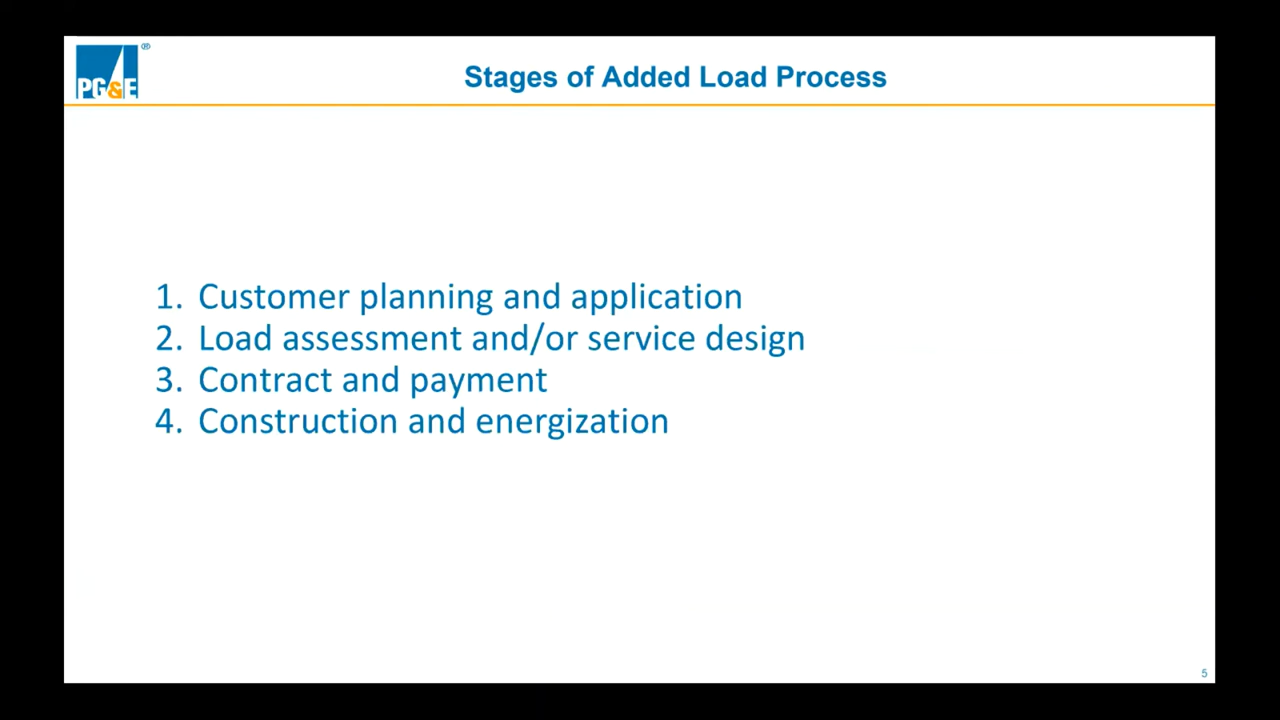 PG&E®
Stages of Added Load Process
1. Customer planning and application
2. Load assessment and/or service design
3. Contract and payment
4. Construction and energization
5